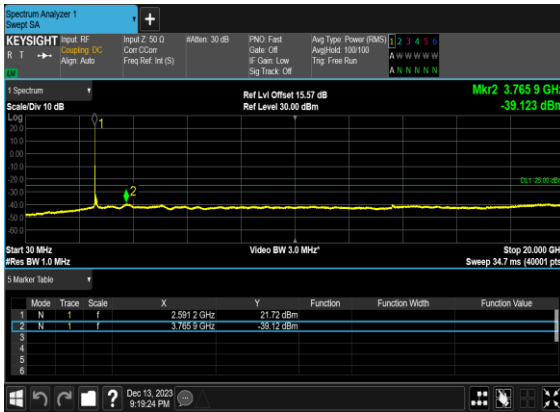 Spectrum Analyzer 1
Swept SA
+
KEYSIGHT Input: RF Input Z: 50 Ω #Atten: 30 dB PNO: Fast Avg Type: Power (RMS) 1 2 3 4 5 6
R T Coupling: DC Corr CCorr Gate: Off Avg|Hold: 100/100 A W W W W W
Align: Auto Freq Ref: Int (S) IF Gain: Low Trig: Free Run
LXI Sig Track: Off A N N N N N
1 Spectrum Ref Lvl Offset 15.57 dB Mkr2 3.765 9 GHz
Scale/Div 10 dB Ref Level 30.00 dBm -39.123 dBm
Log
20.0
10.0
0.00
-10.0
-20.0
-30.0
-40.0
-50.0
-60.0
1
2
DL1 -25.00 dBm
Start 30 MHz Video BW 3.0 MHz* Stop 20.000 GH
#Res BW 1.0 MHz Sweep 34.7 ms (40001 pts
5 Marker Table
Mode Trace Scale X Y Function Function Width Function Value
1 N 1 f 2.591 2 GHz 21.72 dBm
2 N 1 f 3.765 9 GHz -39.12 dBm
3
4
5
6
? Dec 13, 2023
9:19:24 PM